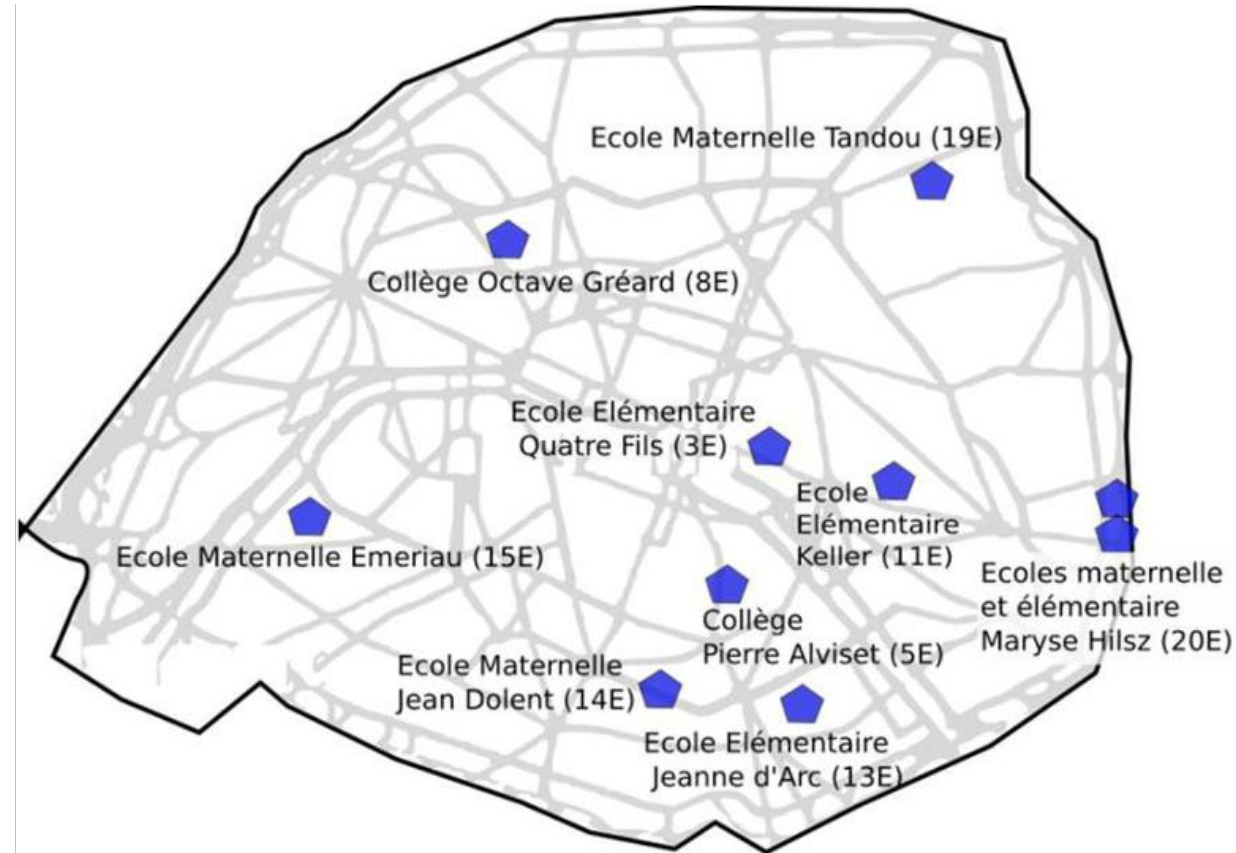 Ecole Maternelle Tandou (19E)
Collège Octave Gréard (8E)
Ecole Elémentaire
Quatre Fils (3E)
Ecole
Elémentaire
Keller (11E)
Ecole Maternelle Emeriau (15E)
Ecoles maternelle
et élémentaire
Maryse Hilsz (20E)
Collège
Pierre Alviset (5E)
Ecole Maternelle
Jean Dolent (14E)
Ecole Elémentaire
Jeanne d'Arc (13E)